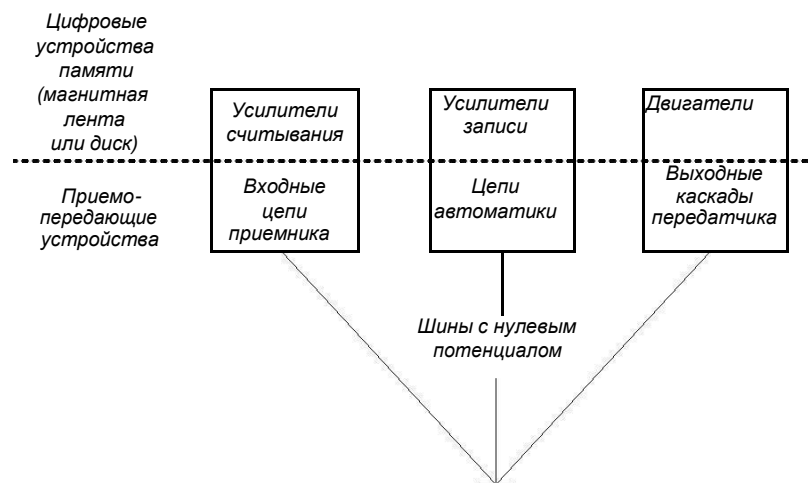 Цифровые
устройства
памяти
(магнитная
лента
или диск)
Усилители
считывания
Усилители
записи
Двигатели
Приемо-
передающие
устройства
Входные
цепи
приемника
Цепи
автоматики
Выходные
каскады
передатчика
Шины с нулевым
потенциалом